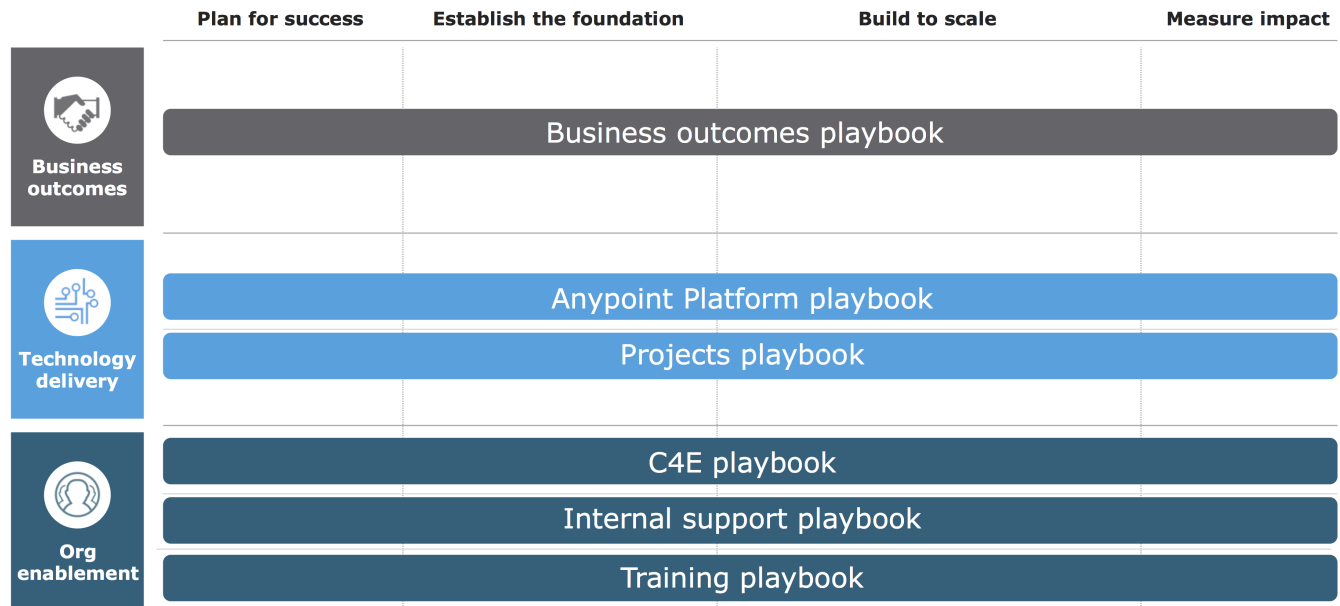 Plan for success
Establish the foundation
Build to scale
Measure impact
Business
outcomes
Business outcomes playbook
Technology
delivery
Anypoint Platform playbook
Projects playbook
Org
enablement
C4E playbook
Internal support playbook
Training playbook